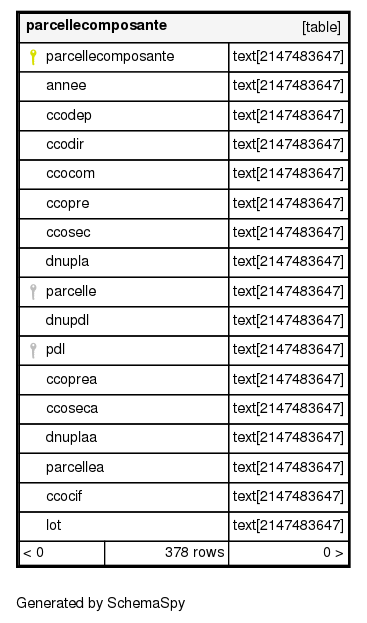 parcellecomposante [table]
parcellecomposante text[2147483647]
annee text[2147483647]
ccodep text[2147483647]
ccodir text[2147483647]
ccocom text[2147483647]
ccopre text[2147483647]
ccosec text[2147483647]
dnupla text[2147483647]
parcelle text[2147483647]
dnupdl text[2147483647]
pdl text[2147483647]
ccoprea text[2147483647]
ccoseca text[2147483647]
dnuplaa text[2147483647]
parcellea text[2147483647]
ccocif text[2147483647]
lot text[2147483647]
< 0 378 rows 0 >
Generated by SchemaSpy